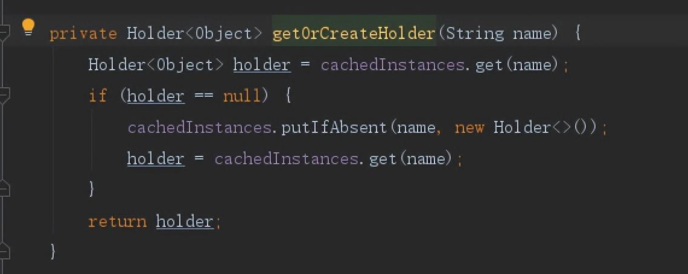 private Holder<Object> getOrCreateHolder(String name) {
Holder<Object> holder = cachedInstances.get(name);
if (holder == null) {
cachedInstances.putIfAbsent(name, new Holder<>());
holder = cachedInstances.get(name);
}
return holder;
}